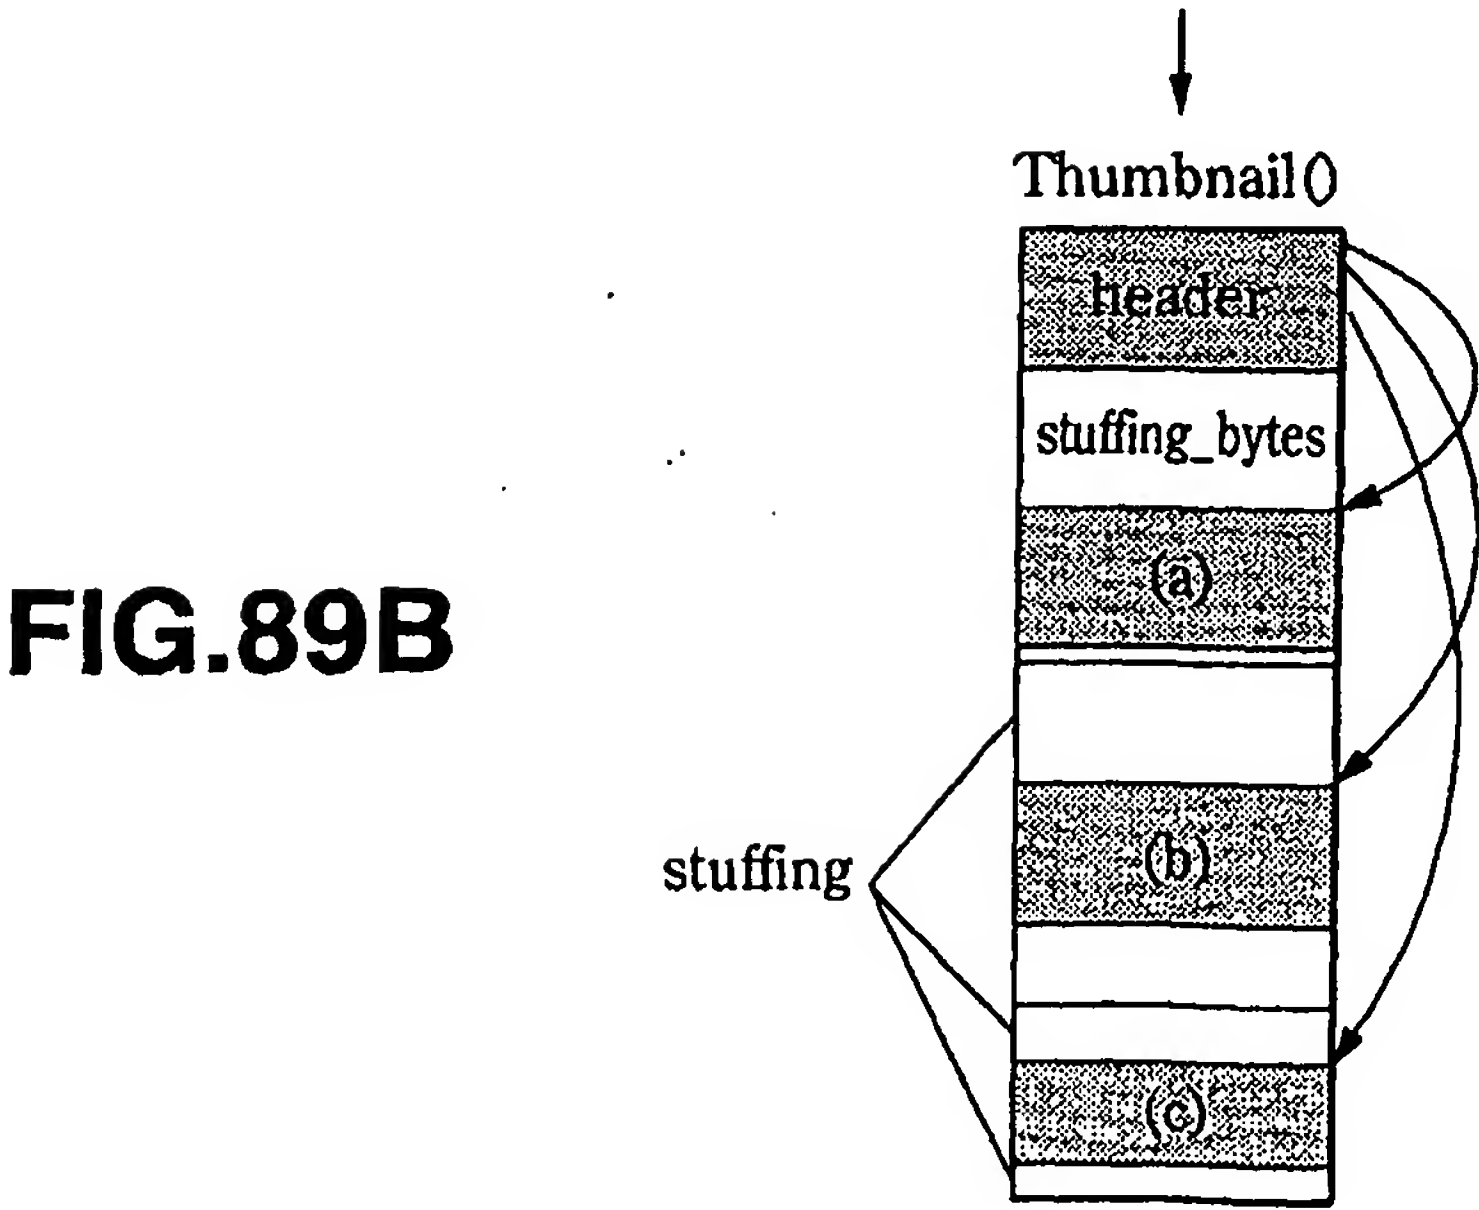 Thumbnail()
header
stuffing_bytes
(a)
FIG.89B
(b)
stuffing
(c)